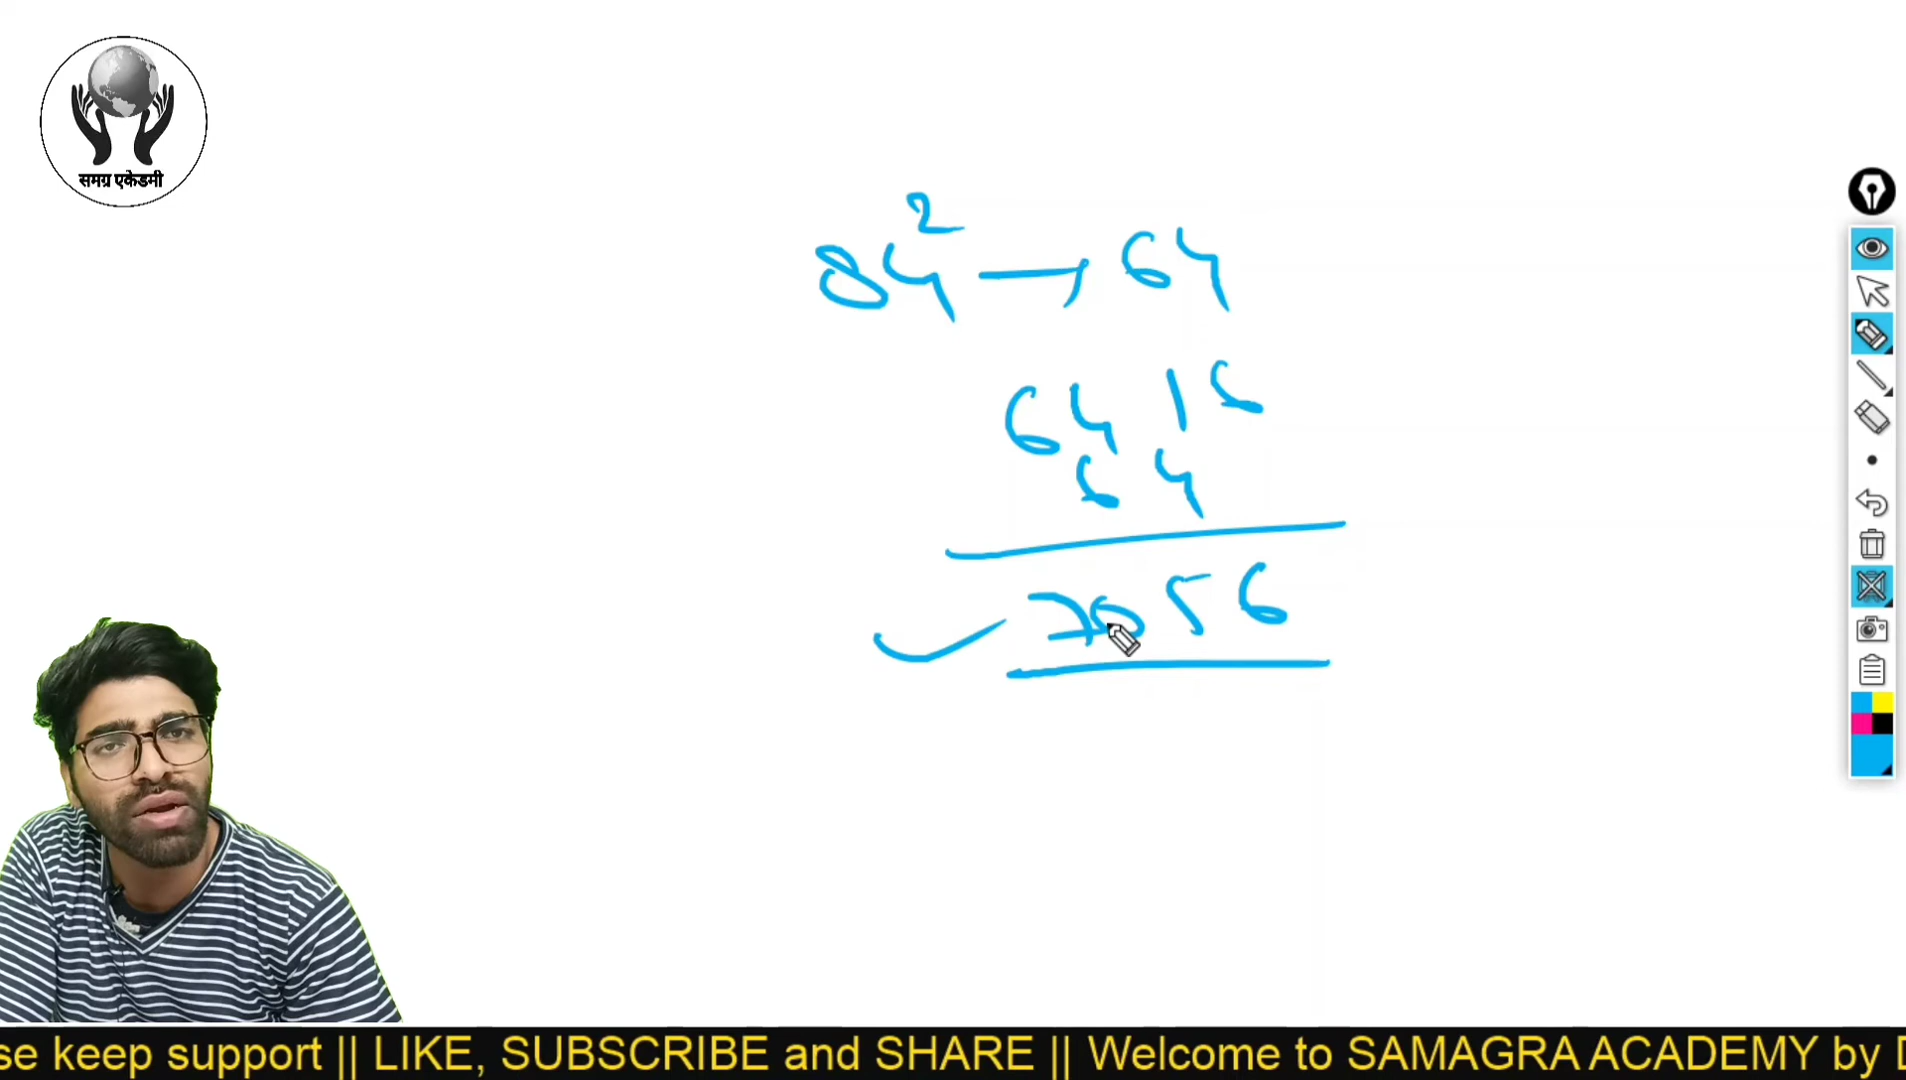 समग्र एकेडमी
84² → 64
64 16
64
7056
se keep support || LIKE, SUBSCRIBE and SHARE || Welcome to SAMAGRA ACADEMY by D